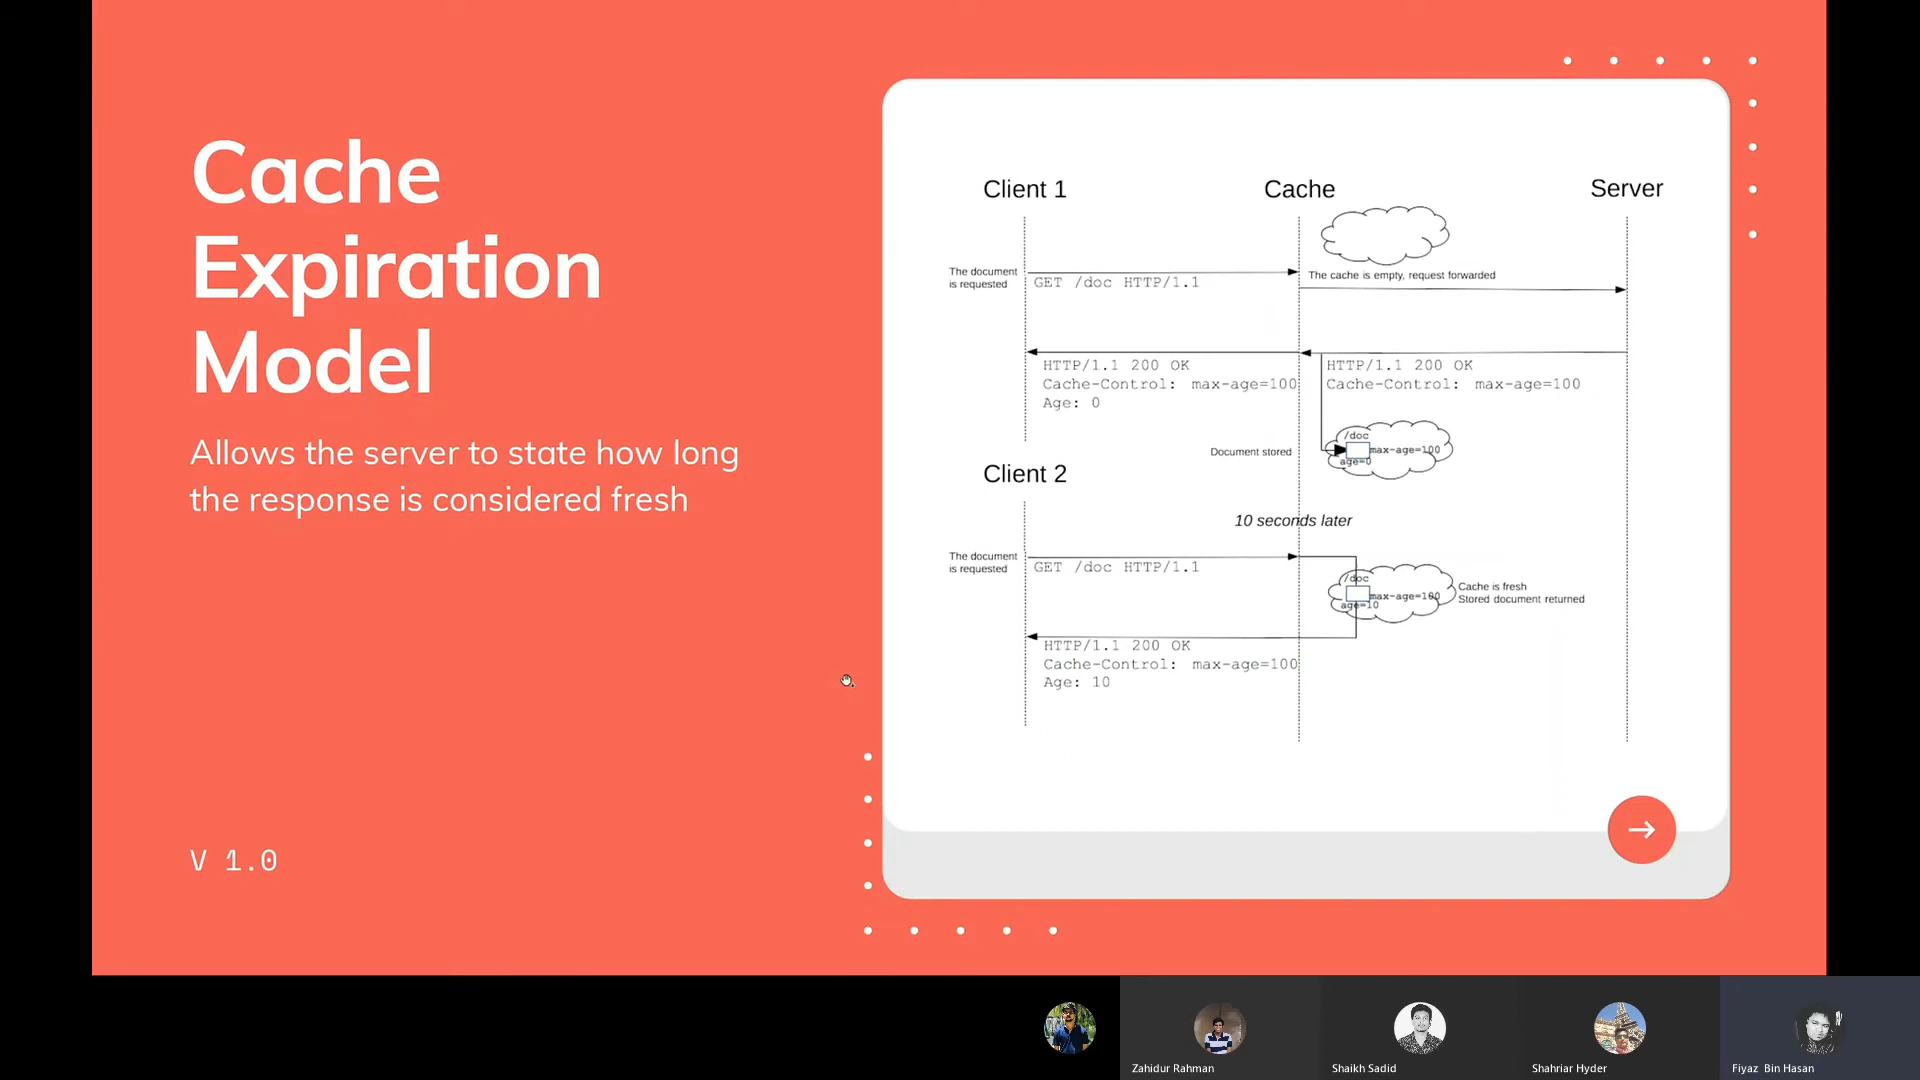 Cache
Expiration
Model
Allows the server to state how long
the response is considered fresh
V 1.0
Client 1
Cache
Server
The document
is requested
GET /doc HTTP/1.1
The cache is empty, request forwarded
HTTP/1.1 200 OK
Cache-Control: max-age=100
Age: 0
HTTP/1.1 200 OK
Cache-Control: max-age=100
Document stored
/doc
max-age=100
age=0
Client 2
10 seconds later
The document
is requested
GET /doc HTTP/1.1
/doc
max-age=100
age=10
Cache is fresh
Stored document returned
HTTP/1.1 200 OK
Cache-Control: max-age=100
Age: 10
Zahidur Rahman
Shaikh Sadid
Shahriar Hyder
Fiyaz Bin Hasan